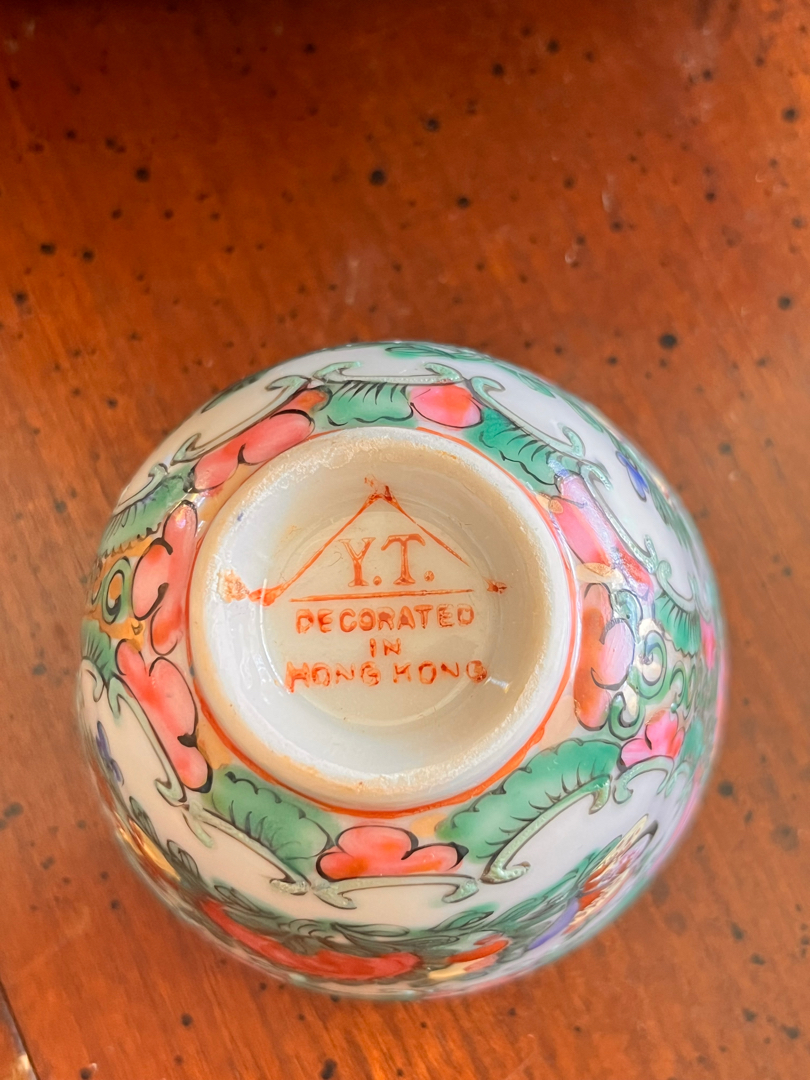 Y.T.
DECORATED
IN
HONG KONG